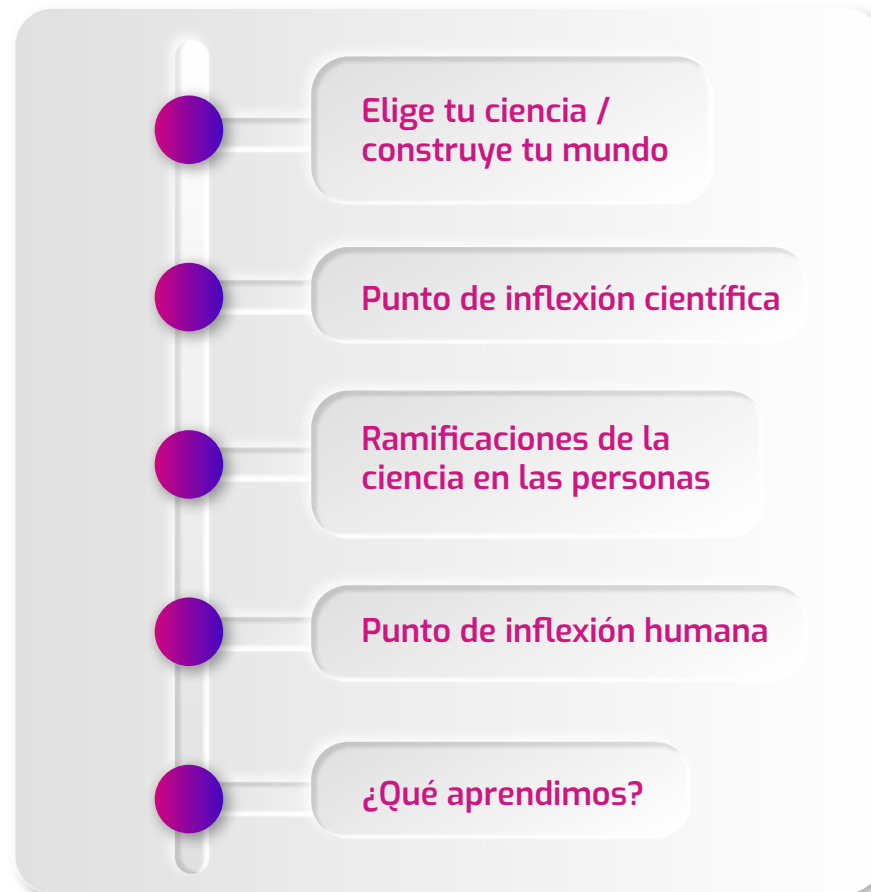 Elige tu ciencia /
construye tu mundo
Punto de inflexión científica
Ramificaciones de la
ciencia en las personas
Punto de inflexión humana
¿Qué aprendimos?